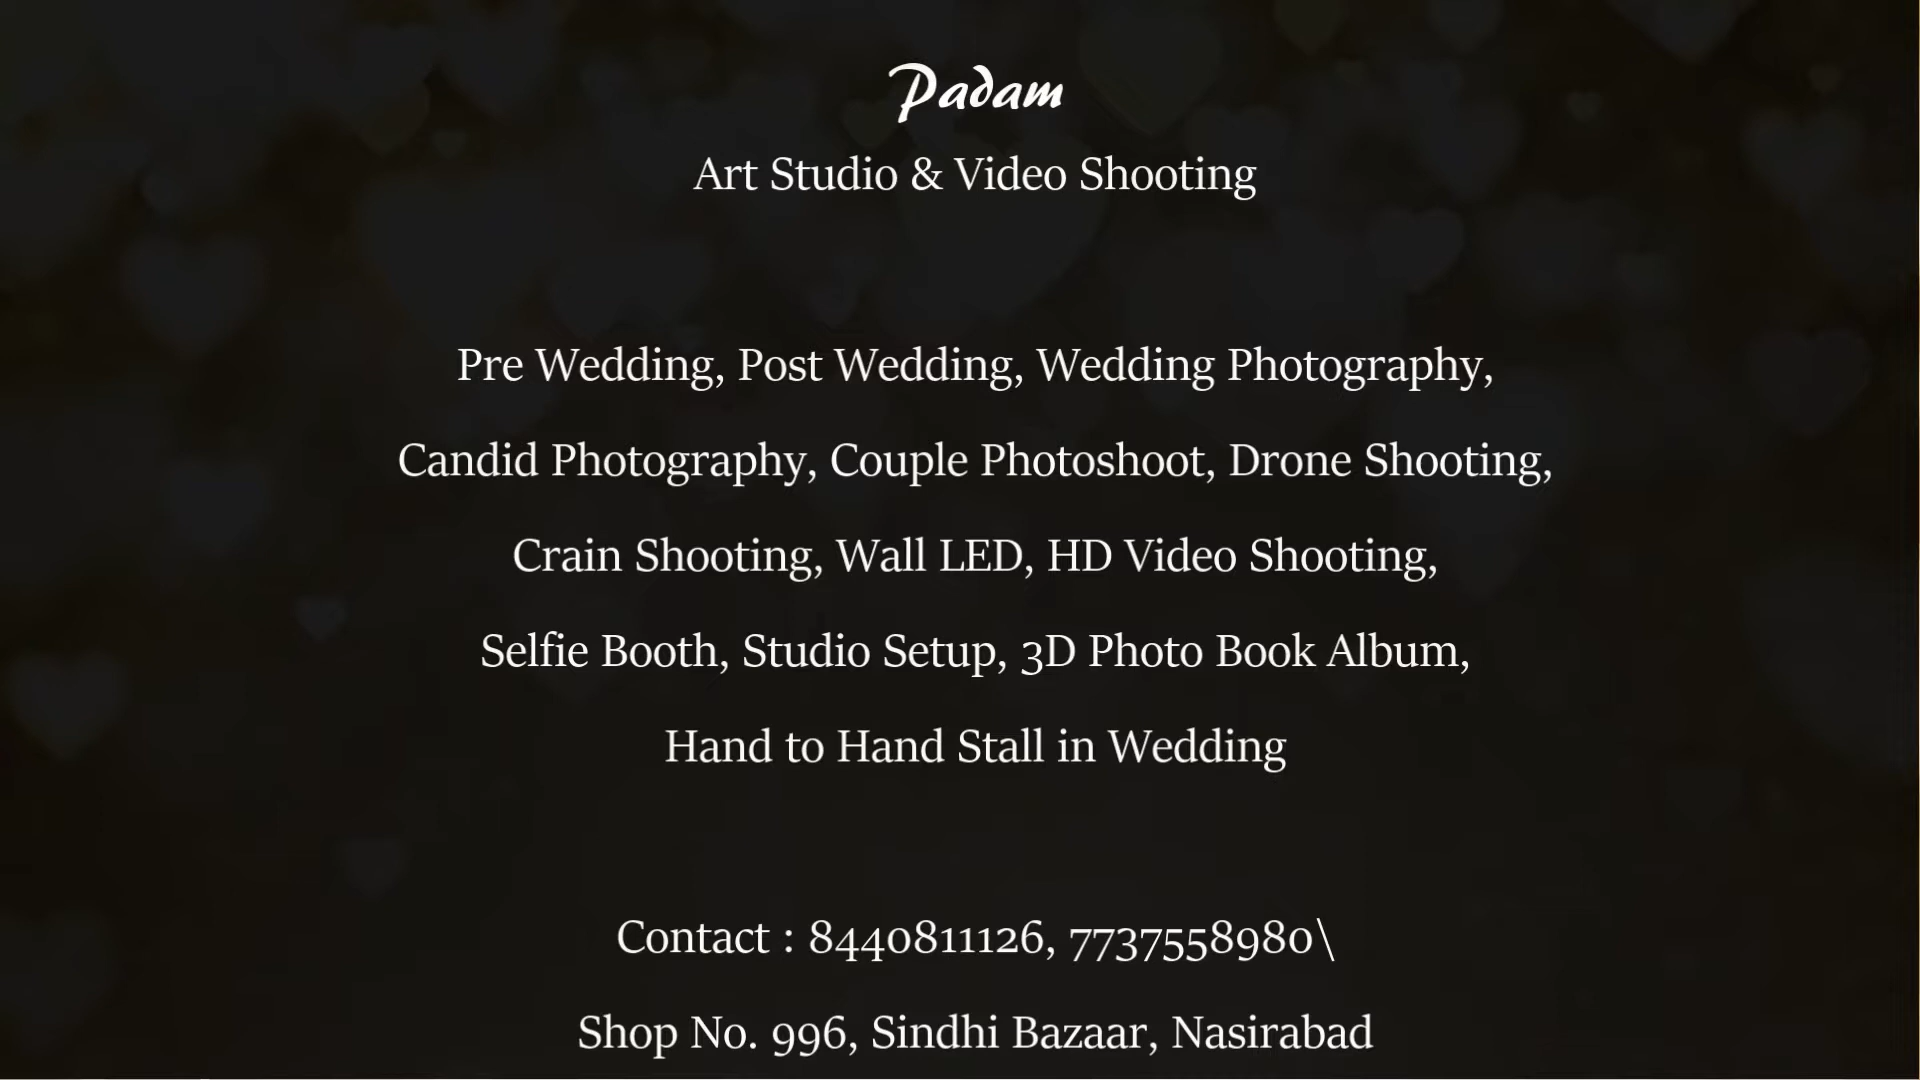 Padam
Art Studio & Video Shooting
Pre Wedding, Post Wedding, Wedding Photography,
Candid Photography, Couple Photoshoot, Drone Shooting,
Crain Shooting, Wall LED, HD Video Shooting,
Selfie Booth, Studio Setup, 3D Photo Book Album,
Hand to Hand Stall in Wedding
Contact : 8440811126, 7737558980\
Shop No. 996, Sindhi Bazaar, Nasirabad